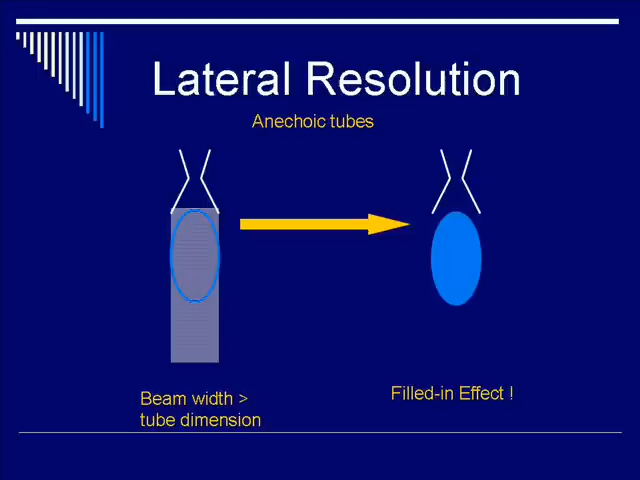 Lateral Resolution
Anechoic tubes
Beam width >
tube dimension
Filled-in Effect !